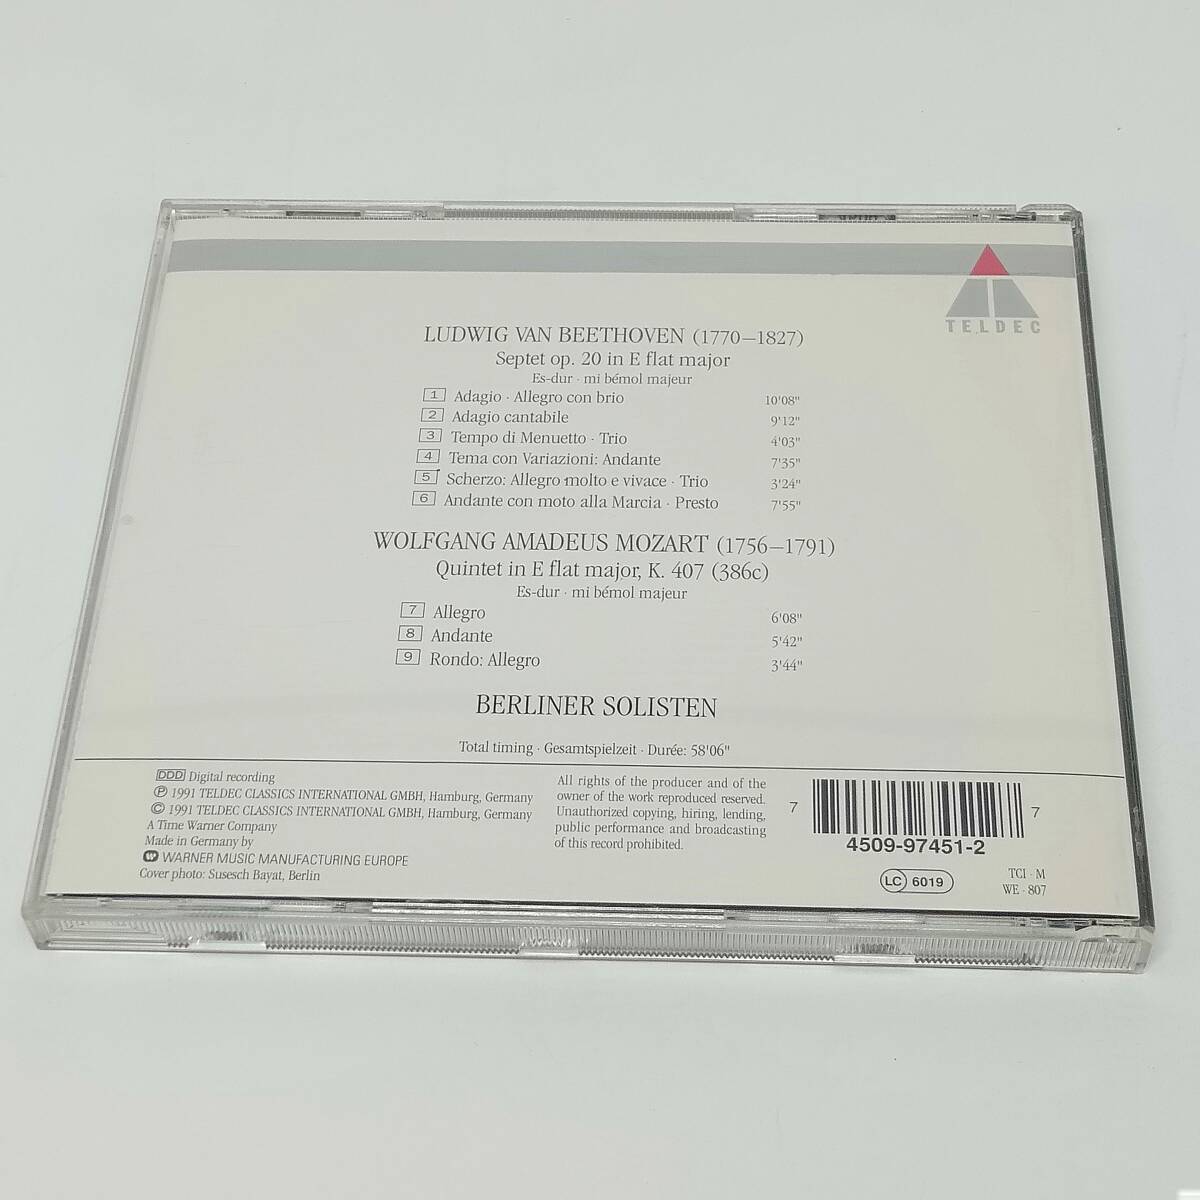 TELDEC
LUDWIG VAN BEETHOVEN (1770–1827)
Septet op. 20 in E flat major
Es-dur · mi bémol majeur
1 Adagio · Allegro con brio 10'08"
2 Adagio cantabile 9'12"
3 Tempo di Menuetto · Trio 4'03"
4 Tema con Variazioni: Andante 7'35"
5 Scherzo: Allegro molto e vivace · Trio 3'24"
6 Andante con moto alla Marcia · Presto 7'55"
WOLFGANG AMADEUS MOZART (1756–1791)
Quintet in E flat major, K. 407 (386c)
Es-dur · mi bémol majeur
7 Allegro 6'08"
8 Andante 5'42"
9 Rondo: Allegro 3'44"
BERLINER SOLISTEN
Total timing · Gesamtspielzeit · Durée: 58'06"
DDD Digital recording
℗ 1991 TELDEC CLASSICS INTERNATIONAL GMBH, Hamburg, Germany
© 1991 TELDEC CLASSICS INTERNATIONAL GMBH, Hamburg, Germany
A Time Warner Company
Made in Germany by
WARNER MUSIC MANUFACTURING EUROPE
Cover photo: Susesch Bayat, Berlin
All rights of the producer and of the
owner of the work reproduced reserved.
Unauthorized copying, hiring, lending,
public performance and broadcasting
of this record prohibited.
7 4509-97451-2 7
LC 6019
TCI · M
WE · 807